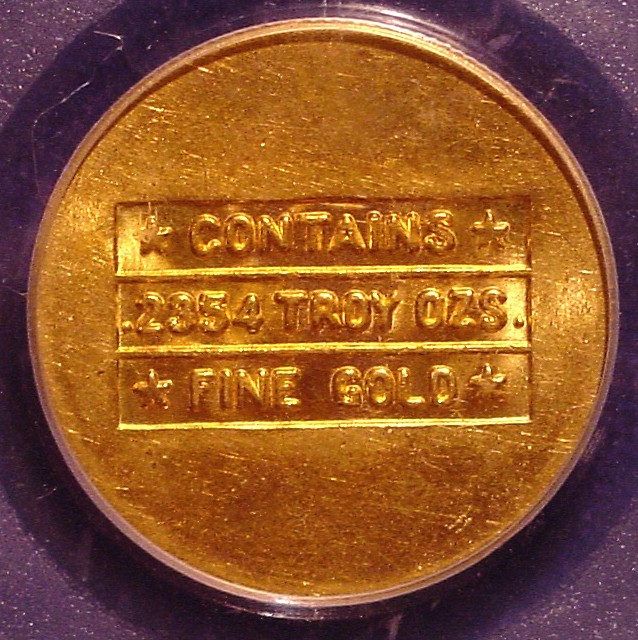 ★ CONTAINS ★
.2354 TROY OZS.
★ FINE GOLD ★